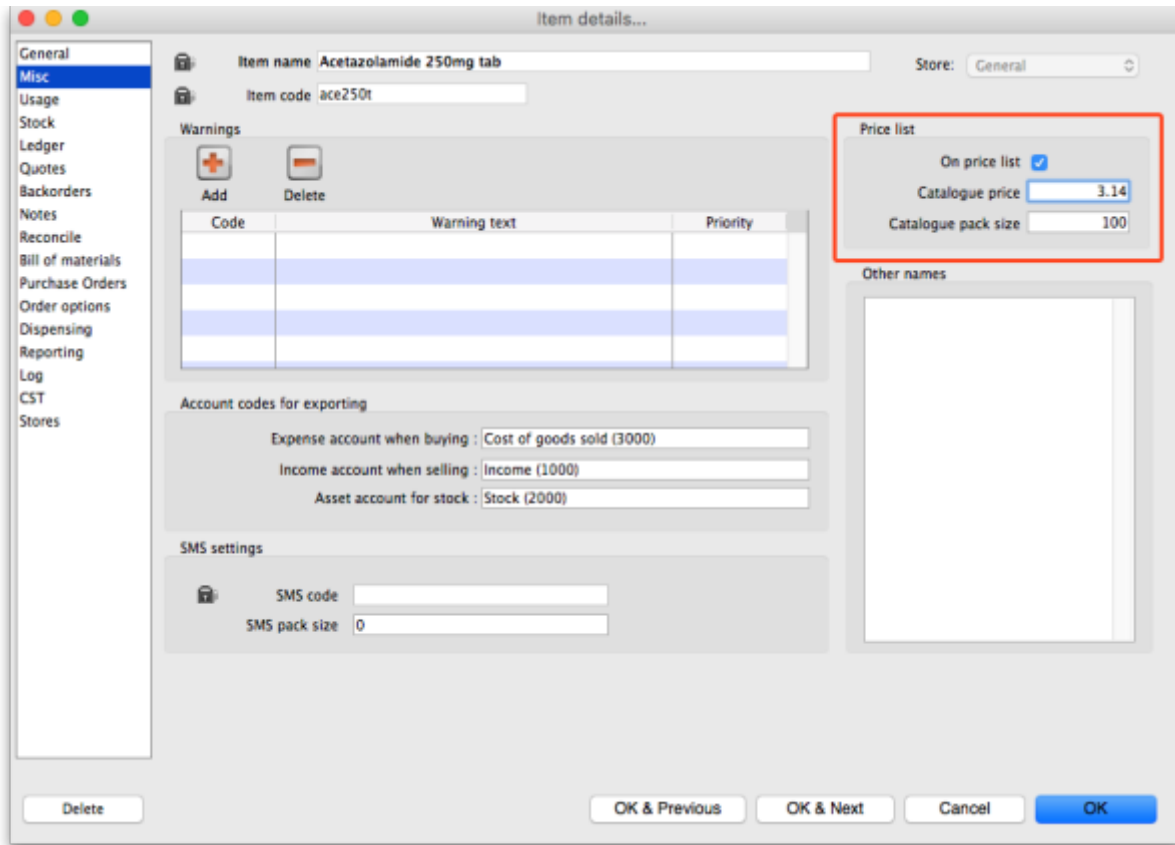 Item details...
General
Misc
Usage
Stock
Ledger
Quotes
Backorders
Notes
Reconcile
Bill of materials
Purchase Orders
Order options
Dispensing
Reporting
Log
CST
Stores
Item name Acetazolamide 250mg tab
Store: General
Item code ace250t
Warnings
Add Delete
Code Warning text Priority
Price list
On price list
Catalogue price 3.14
Catalogue pack size 100
Other names
Account codes for exporting
Expense account when buying : Cost of goods sold (3000)
Income account when selling : Income (1000)
Asset account for stock : Stock (2000)
SMS settings
SMS code
SMS pack size 0
Delete OK & Previous OK & Next Cancel OK